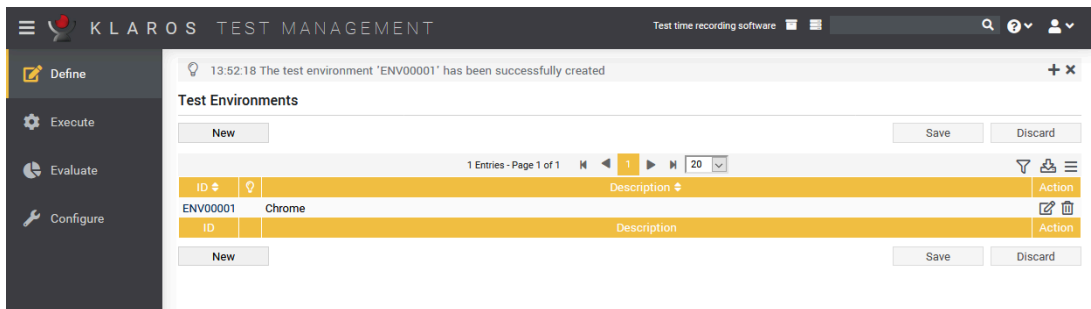 KLAROS TEST MANAGEMENT
Test time recording software
Define
Execute
Evaluate
Configure
13:52:18 The test environment 'ENV00001' has been successfully created
Test Environments
New Save Discard
1 Entries - Page 1 of 1 1 20
ID Description Action
ENV00001 Chrome
ID Description Action
New Save Discard